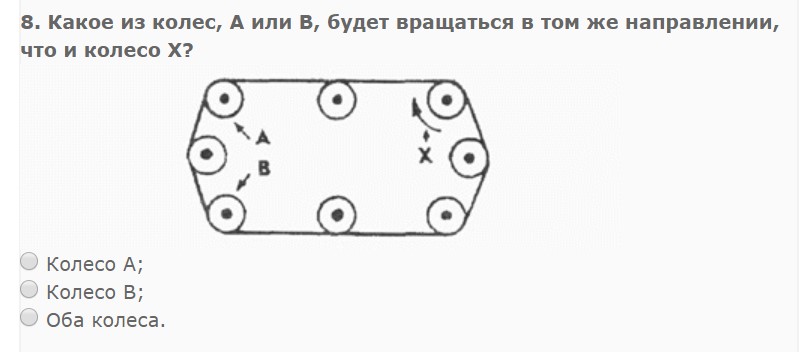 8. Какое из колес, А или В, будет вращаться в том же направлении,
что и колесо X?
A
B
X
Колесо А;
Колесо В;
Оба колеса.